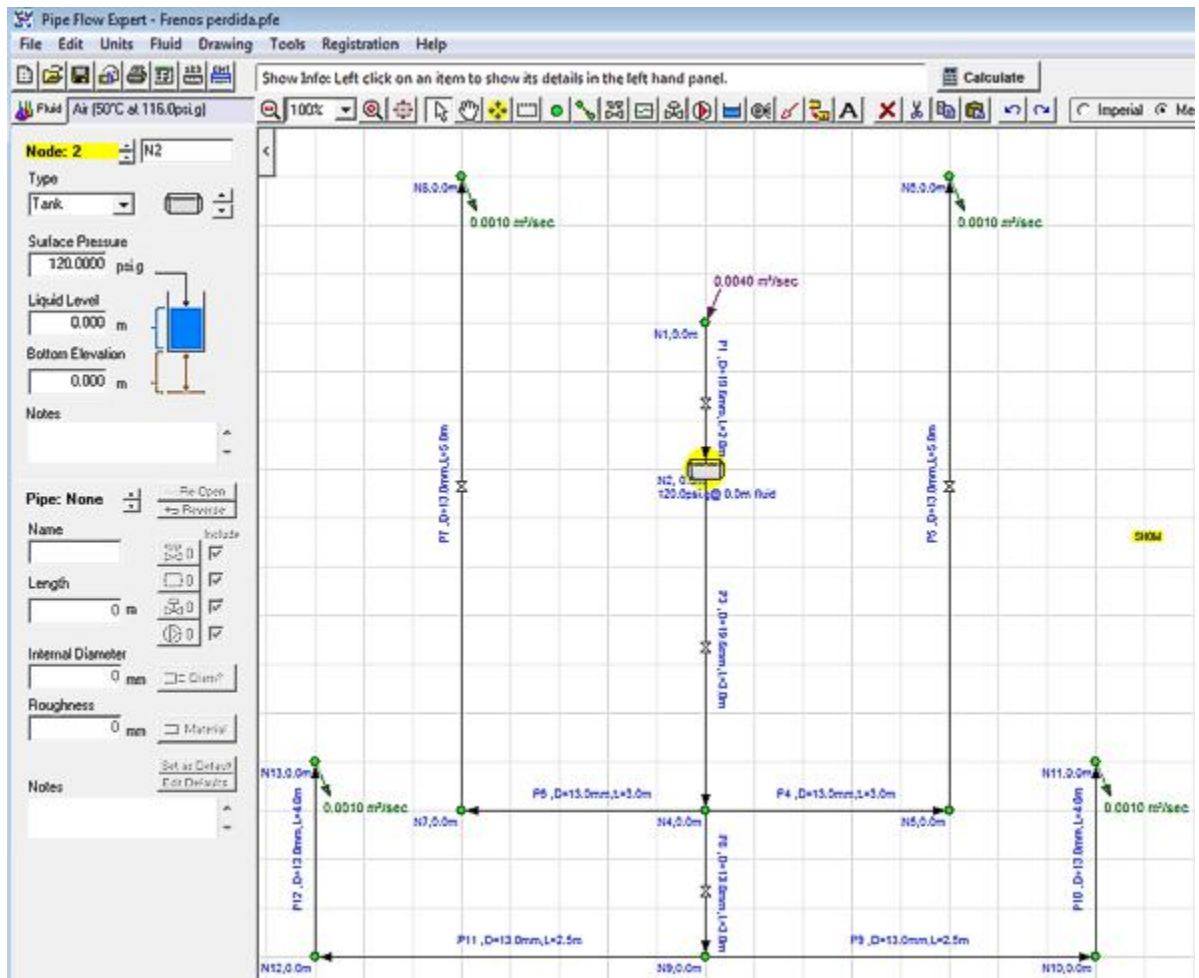 Pipe Flow Expert - Frenos perdida.pfe
File Edit Units Fluid Drawing Tools Registration Help
Show Info: Left click on an item to show its details in the left hand panel.
Calculate
Fluid Air (50°C at 116.0psi.g)
100%
A
Imperial
Me
Node: 2
N2
Type
Tank
Surface Pressure
120.0000 psi.g
Liquid Level
0.000 m
Bottom Elevation
0.000 m
Notes
Pipe: None
Re Open
Reverse
Name
Include
0
Length
0
0 m
0
0
Internal Diameter
0 mm
Diam?
Roughness
0 mm
Material
Set as Default
Edit Defaults
Notes
0.0010 m³/sec
0.0010 m³/sec
0.0040 m³/sec
N1,0.0m
P1 ,D=19.6mm,L=2.0m
P7 ,D=13.0mm,L=5.0m
P5 ,D=13.0mm,L=5.0m
120.0psi.g@ 0.0m fluid
SHOW
P3 ,D=19.6mm,L=3.0m
N13,0.0m
N11,0.0m
0.0010 m³/sec
0.0010 m³/sec
P6 ,D=13.0mm,L=3.0m
P4 ,D=13.0mm,L=3.0m
N7,0.0m
N4,0.0m
P12 ,D=13.0mm,L=4.0m
P8 ,D=13.0mm,L=3.0m
P10 ,D=13.0mm,L=4.0m
P11 ,D=13.0mm,L=2.5m
P9 ,D=13.0mm,L=2.5m
N12,0.0m
N9,0.0m
N10,0.0m